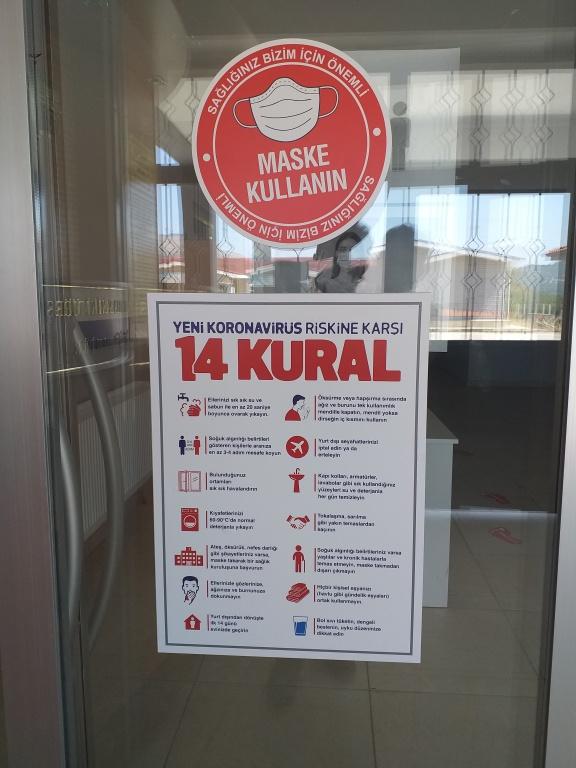 SAĞLIĞINIZ BİZİM İÇİN ÖNEMLİ
MASKE
KULLANIN
SAĞLIĞINIZ BİZİM İÇİN ÖNEMLİ
YENİ KORONAVİRÜS RİSKİNE KARŞI
14 KURAL
Ellerinizi sık sık su ve
sabun ile en az 20 saniye
boyunca ovarak yıkayın.
Öksürme veya hapşırma sırasında
ağız ve burunu tek kullanımlık
mendille kapatın, mendil yoksa
dirseğin iç kısmını kullanın
Soğuk algınlığı belirtileri
gösteren kişilerle aranıza
en az 3-4 adım mesafe koyun
Yurt dışı seyahatlerinizi
iptal edin ya da
erteleyin
Bulunduğunuz
ortamları
sık sık havalandırın
Kapı kolları, armatürler,
lavabolar gibi sık kullandığınız
yüzeyleri su ve deterjanla
her gün temizleyin
Kıyafetlerinizi
60-90°C'de normal
deterjanla yıkayın
Tokalaşma, sarılma
gibi yakın temaslardan
kaçının
Ateş, öksürük, nefes darlığı
gibi şikayetleriniz varsa,
maske takarak bir sağlık
kuruluşuna başvurun
Soğuk algınlığı belirtileriniz varsa
yaşlılar ve kronik hastalarla
temas etmeyin, maske takmadan
dışarı çıkmayın
Ellerinizle gözlerinize,
ağzınıza ve burnunuza
dokunmayın
Hiçbir kişisel eşyanızı
(havlu gibi gündelik eşyaları)
ortak kullanmayın.
Yurt dışından dönüşte
ilk 14 günü
evinizde geçirin
Bol sıvı tüketin, dengeli
beslenin, uyku düzeninize
dikkat edin